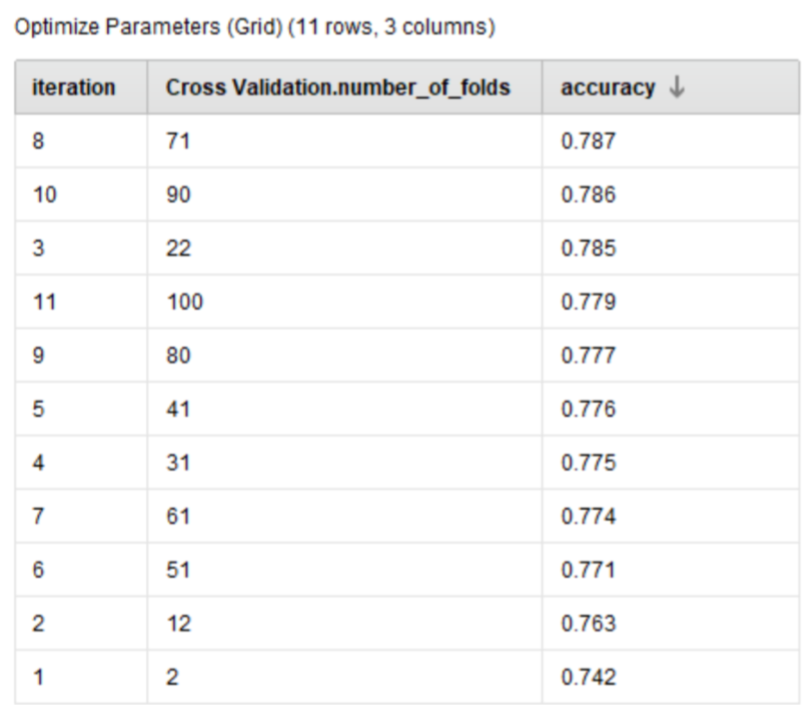 Optimize Parameters (Grid) (11 rows, 3 columns)
iteration Cross Validation.number_of_folds accuracy ↓
8 71 0.787
10 90 0.786
3 22 0.785
11 100 0.779
9 80 0.777
5 41 0.776
4 31 0.775
7 61 0.774
6 51 0.771
2 12 0.763
1 2 0.742